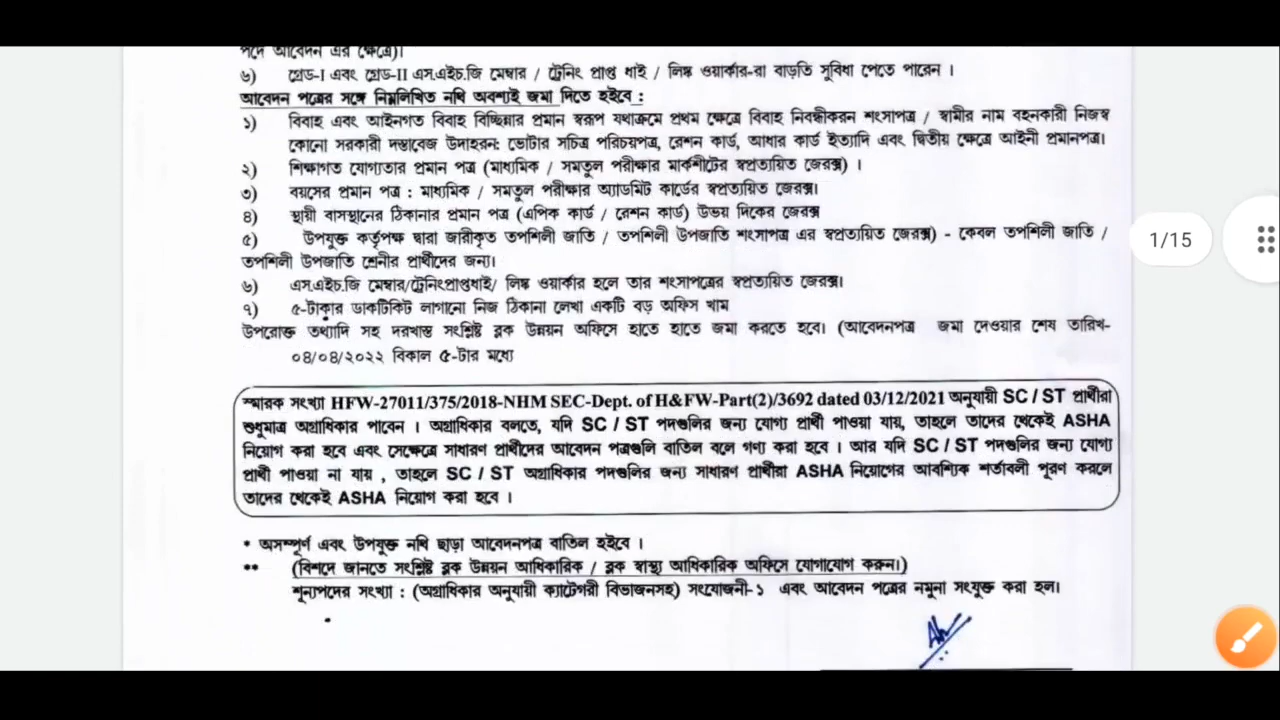 পদে আবেদন এর ক্ষেত্রে)।
৬) গ্রেড-I এবং গ্রেড-II এস.এইচ.জি মেম্বার / ট্রেনিং প্রাপ্ত ধাই / লিঙ্ক ওয়ার্কার-রা বাড়তি সুবিধা পেতে পারেন ।
আবেদন পত্রের সঙ্গে নিম্নলিখিত নথি অবশ্যই জমা দিতে হইবে :
১) বিবাহ এবং আইনগত বিবাহ বিচ্ছিন্নার প্রমান স্বরূপ যথাক্রমে প্রথম ক্ষেত্রে বিবাহ নিবন্ধীকরন শংসাপত্র / স্বামীর নাম বহনকারী নিজস্ব
কোনো সরকারী দস্তাবেজ উদাহরন: ভোটার সচিত্র পরিচয়পত্র, রেশন কার্ড, আধার কার্ড ইত্যাদি এবং দ্বিতীয় ক্ষেত্রে আইনী প্রমানপত্র।
২) শিক্ষাগত যোগ্যতার প্রমান পত্র (মাধ্যমিক / সমতুল পরীক্ষার মার্কশীটের স্বপ্রত্যয়িত জেরক্স) ।
৩) বয়সের প্রমান পত্র : মাধ্যমিক / সমতুল পরীক্ষার অ্যাডমিট কার্ডের স্বপ্রত্যয়িত জেরক্স।
৪) স্থায়ী বাসস্থানের ঠিকানার প্রমান পত্র (এপিক কার্ড / রেশন কার্ড) উভয় দিকের জেরক্স
৫) উপযুক্ত কর্তৃপক্ষ দ্বারা জারীকৃত তপশিলী জাতি / তপশিলী উপজাতি শংসাপত্র এর স্বপ্রত্যয়িত জেরক্স) - কেবল তপশিলী জাতি /
তপশিলী উপজাতি শ্রেনীর প্রার্থীদের জন্য।
৬) এস.এইচ.জি মেম্বার/ট্রেনিংপ্রাপ্তধাই/ লিঙ্ক ওয়ার্কার হলে তার শংসাপত্রের স্বপ্রত্যয়িত জেরক্স।
৭) ৫-টাকার ডাকটিকিট লাগানো নিজ ঠিকানা লেখা একটি বড় অফিস খাম
উপরোক্ত তথ্যাদি সহ দরখাস্ত সংশ্লিষ্ট ব্লক উন্নয়ন অফিসে হাতে হাতে জমা করতে হবে। (আবেদনপত্র জমা দেওয়ার শেষ তারিখ-
০৪/০৪/২০২২ বিকাল ৫-টার মধ্যে
স্মারক সংখ্যা HFW-27011/375/2018-NHM SEC-Dept. of H&FW-Part(2)/3692 dated 03/12/2021 অনুযায়ী SC / ST প্রার্থীরা
শুধুমাত্র অগ্রাধিকার পাবেন । অগ্রাধিকার বলতে, যদি SC / ST পদগুলির জন্য যোগ্য প্রার্থী পাওয়া যায়, তাহলে তাদের থেকেই ASHA
নিয়োগ করা হবে এবং সেক্ষেত্রে সাধারণ প্রার্থীদের আবেদন পত্রগুলি বাতিল বলে গণ্য করা হবে । আর যদি SC / ST পদগুলির জন্য যোগ্য
প্রার্থী পাওয়া না যায় , তাহলে SC / ST অগ্রাধিকার পদগুলির জন্য সাধারণ প্রার্থীরা ASHA নিয়োগের আবশ্যিক শর্তাবলী পূরণ করলে
তাদের থেকেই ASHA নিয়োগ করা হবে ।
* অসম্পূর্ণ এবং উপযুক্ত নথি ছাড়া আবেদনপত্র বাতিল হইবে ।
** (বিশদে জানতে সংশ্লিষ্ট ব্লক উন্নয়ন আধিকারিক / ব্লক স্বাস্থ্য আধিকারিক অফিসে যোগাযোগ করুন।)
শূন্যপদের সংখ্যা : (অগ্রাধিকার অনুযায়ী ক্যাটেগরী বিভাজনসহ) সংযোজনী-১ এবং আবেদন পত্রের নমুনা সংযুক্ত করা হল।
1/15